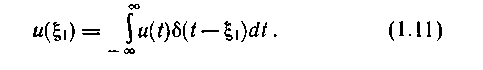 u(ξ₁) = ∫_{-∞}^{∞} u(t)δ(t−ξ₁)dt. (1.11)